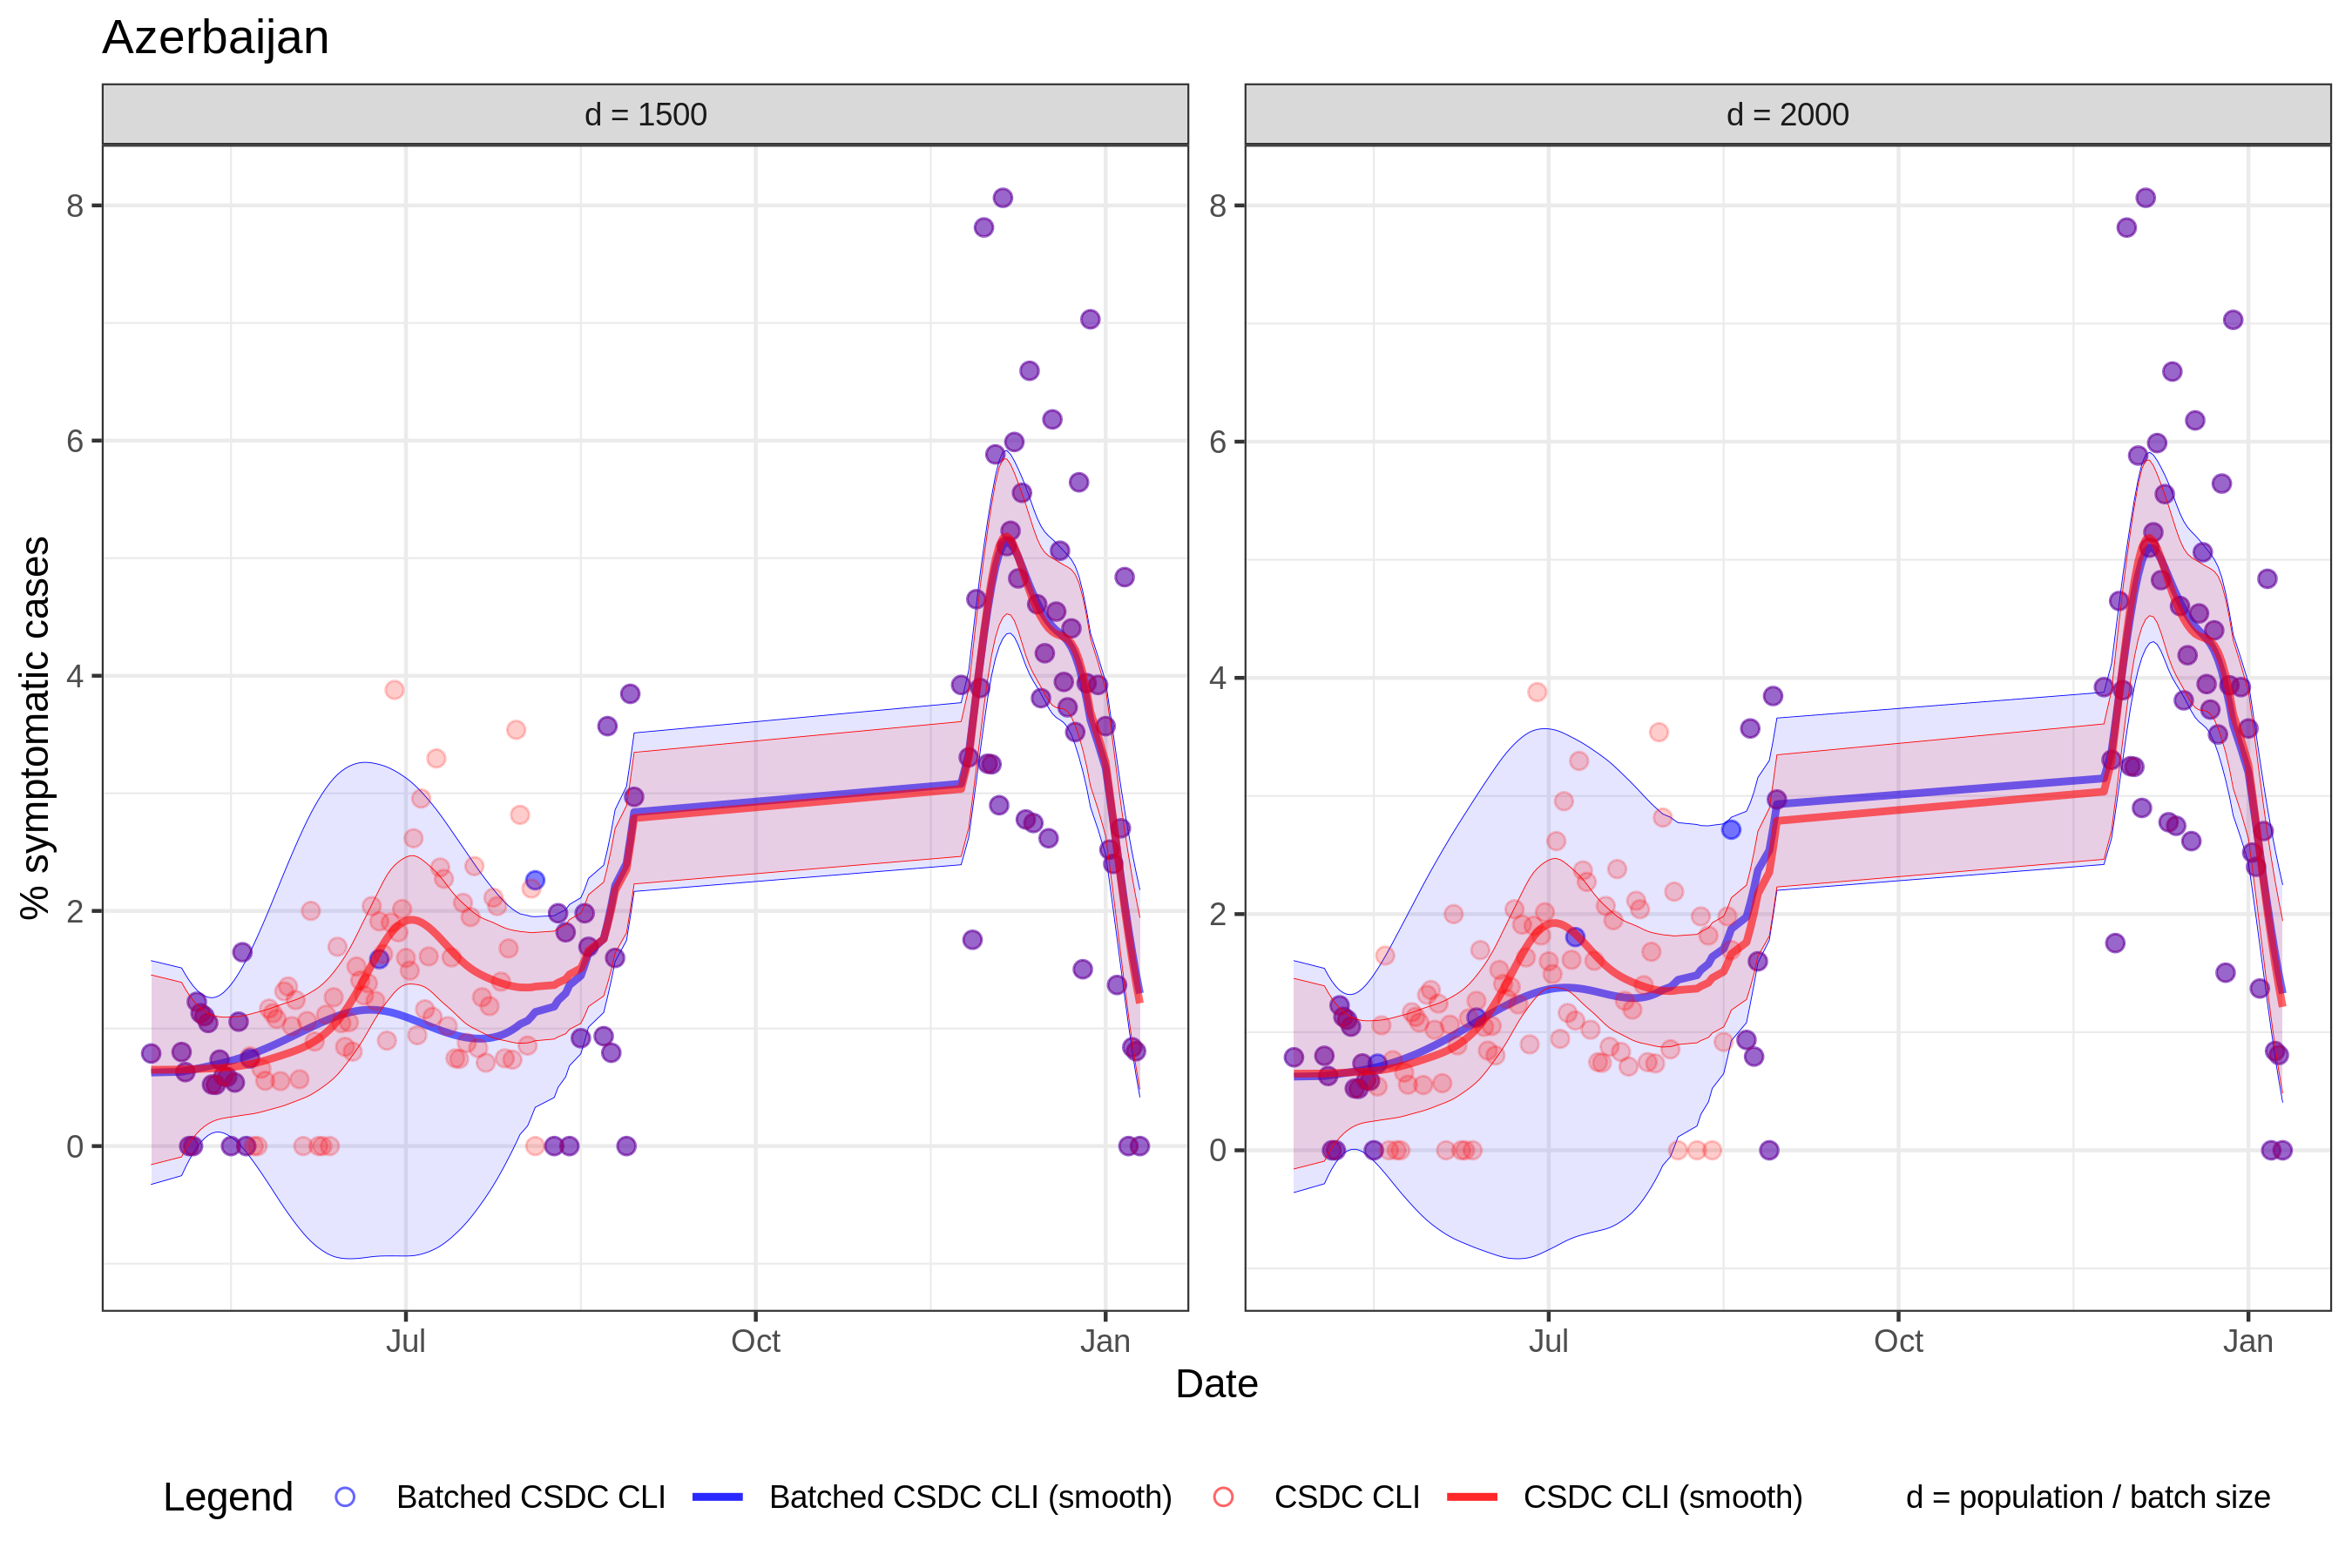 Azerbaijan
d = 1500
d = 2000
% symptomatic cases
8
6
4
2
0
8
6
4
2
0
Jul
Oct
Jan
Jul
Oct
Jan
Date
Legend
Batched CSDC CLI
Batched CSDC CLI (smooth)
CSDC CLI
CSDC CLI (smooth)
d = population / batch size